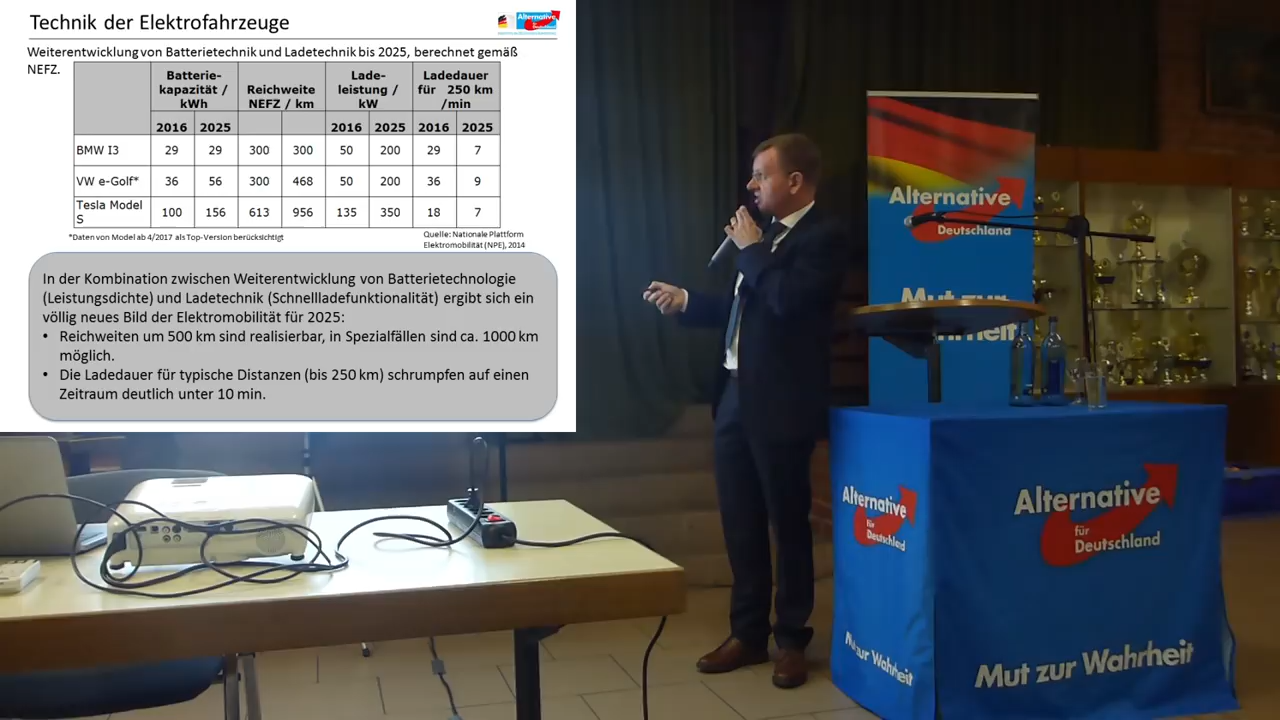 Technik der Elektrofahrzeuge
Alternative
Deutschland
Weiterentwicklung von Batterietechnik und Ladetechnik bis 2025, berechnet gemäß
NEFZ.
Batterie-kapazität / kWh Reichweite NEFZ / km Lade-leistung / kW Ladedauer für 250 km /min
2016 2025 2016 2025 2016 2025
BMW I3 29 29 300 300 50 200 29 7
VW e-Golf* 36 56 300 468 50 200 36 9
Tesla Model S 100 156 613 956 135 350 18 7
*Daten von Model ab 4/2017 als Top-Version berücksichtigt
Quelle: Nationale Plattform
Elektromobilität (NPE), 2014
In der Kombination zwischen Weiterentwicklung von Batterietechnologie
(Leistungsdichte) und Ladetechnik (Schnellladefunktionalität) ergibt sich ein
völlig neues Bild der Elektromobilität für 2025:
• Reichweiten um 500 km sind realisierbar, in Spezialfällen sind ca. 1000 km
möglich.
• Die Ladedauer für typische Distanzen (bis 250 km) schrumpfen auf einen
Zeitraum deutlich unter 10 min.
Alternative
Deutschland
Mut zur
Wahrheit
Alternative
für
Deutschland
Mut zur Wahrheit
Alternative
für
Deutschland
Mut zur Wahrheit